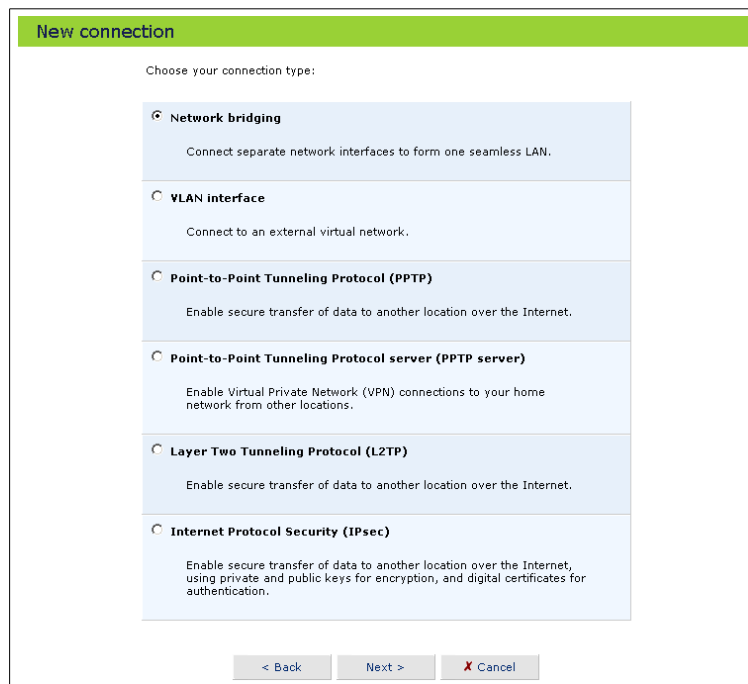 New connection
Choose your connection type:
Network bridging
Connect separate network interfaces to form one seamless LAN.
VLAN interface
Connect to an external virtual network.
Point-to-Point Tunneling Protocol (PPTP)
Enable secure transfer of data to another location over the Internet.
Point-to-Point Tunneling Protocol server (PPTP server)
Enable Virtual Private Network (VPN) connections to your home
network from other locations.
Layer Two Tunneling Protocol (L2TP)
Enable secure transfer of data to another location over the Internet.
Internet Protocol Security (IPsec)
Enable secure transfer of data to another location over the Internet,
using private and public keys for encryption, and digital certificates for
authentication.
< Back Next > ✗ Cancel